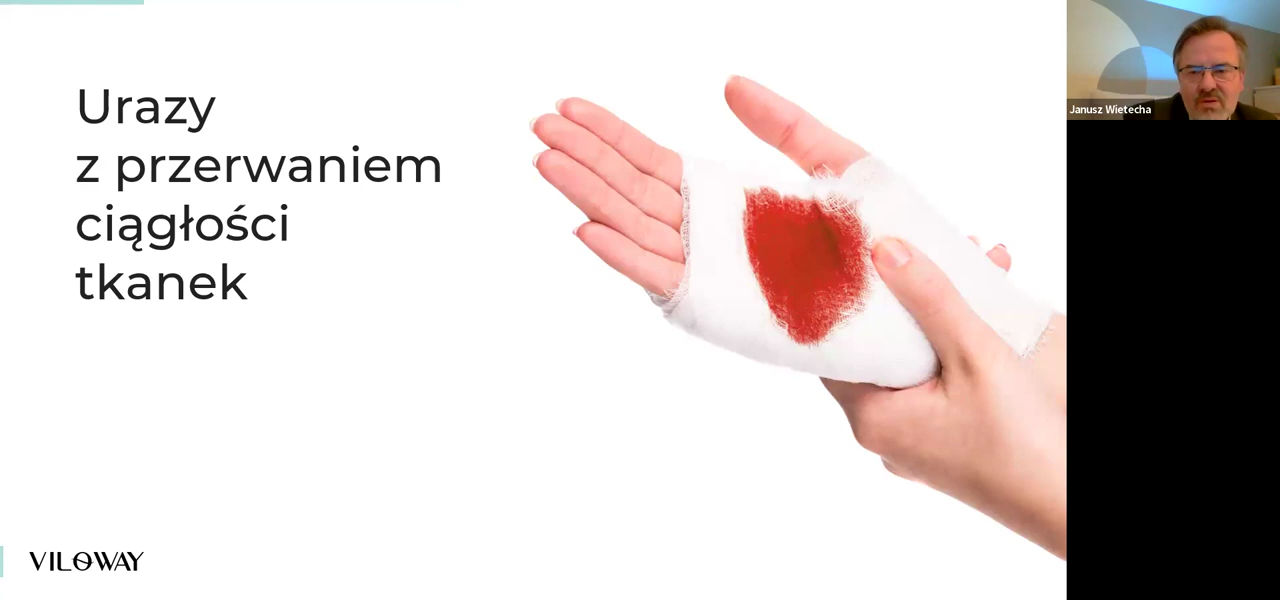 Urazy
z przerwaniem
ciągłości
tkanek
VILOWAY
Janusz Wietecha